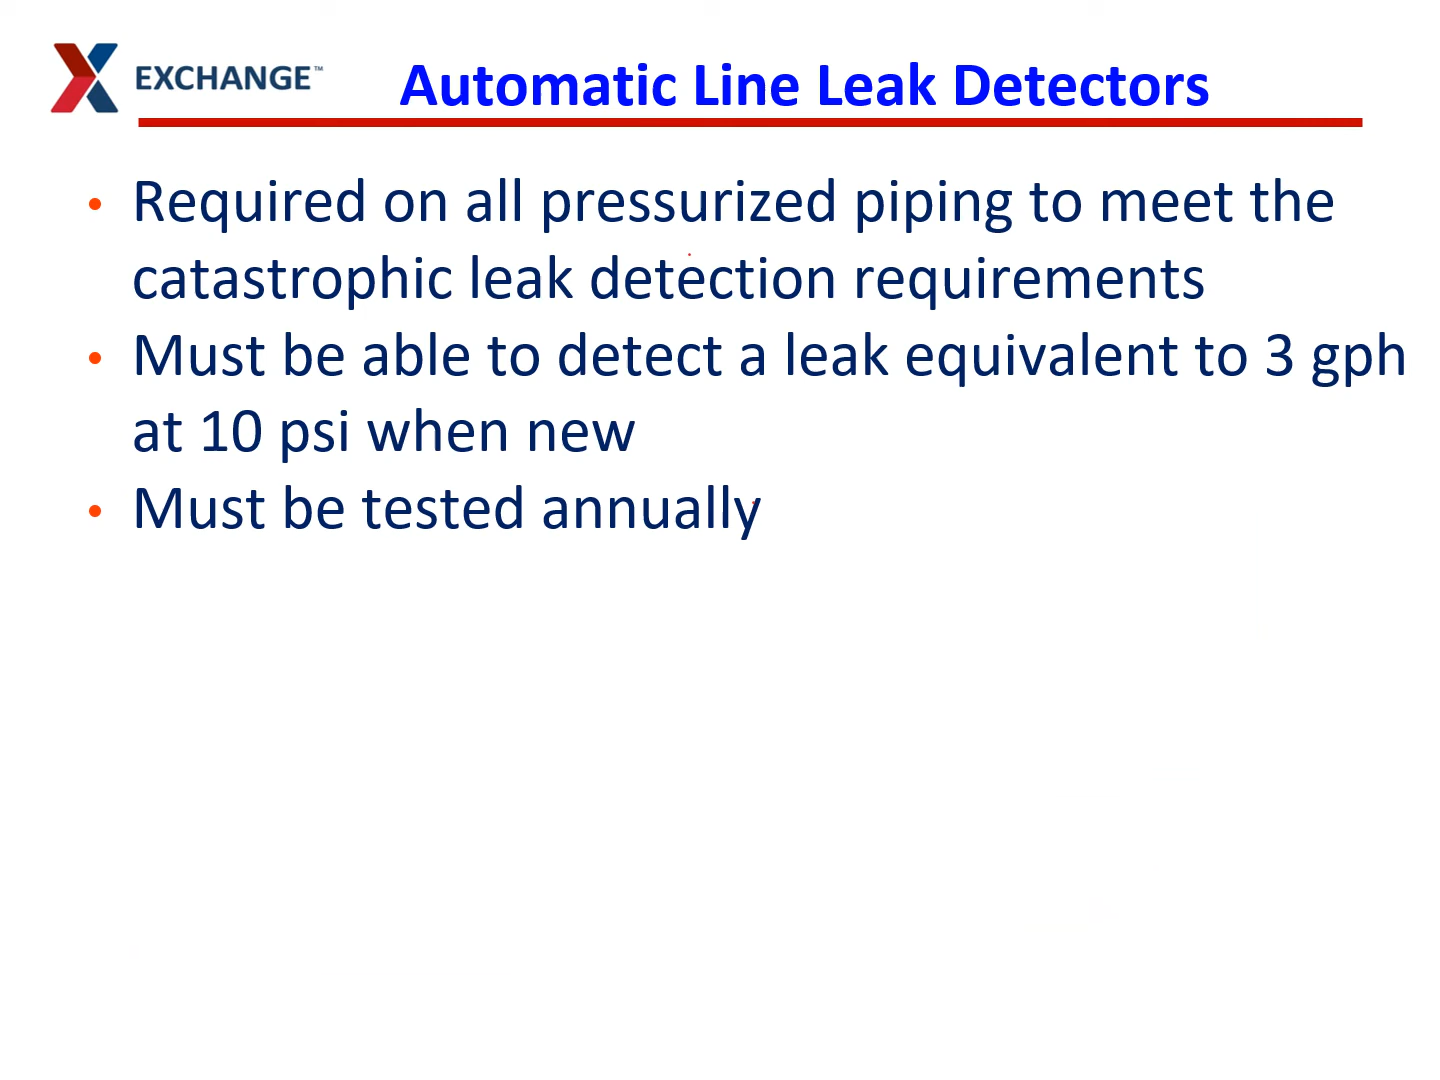 EXCHANGE™
Automatic Line Leak Detectors
• Required on all pressurized piping to meet the
catastrophic leak detection requirements
• Must be able to detect a leak equivalent to 3 gph
at 10 psi when new
• Must be tested annually